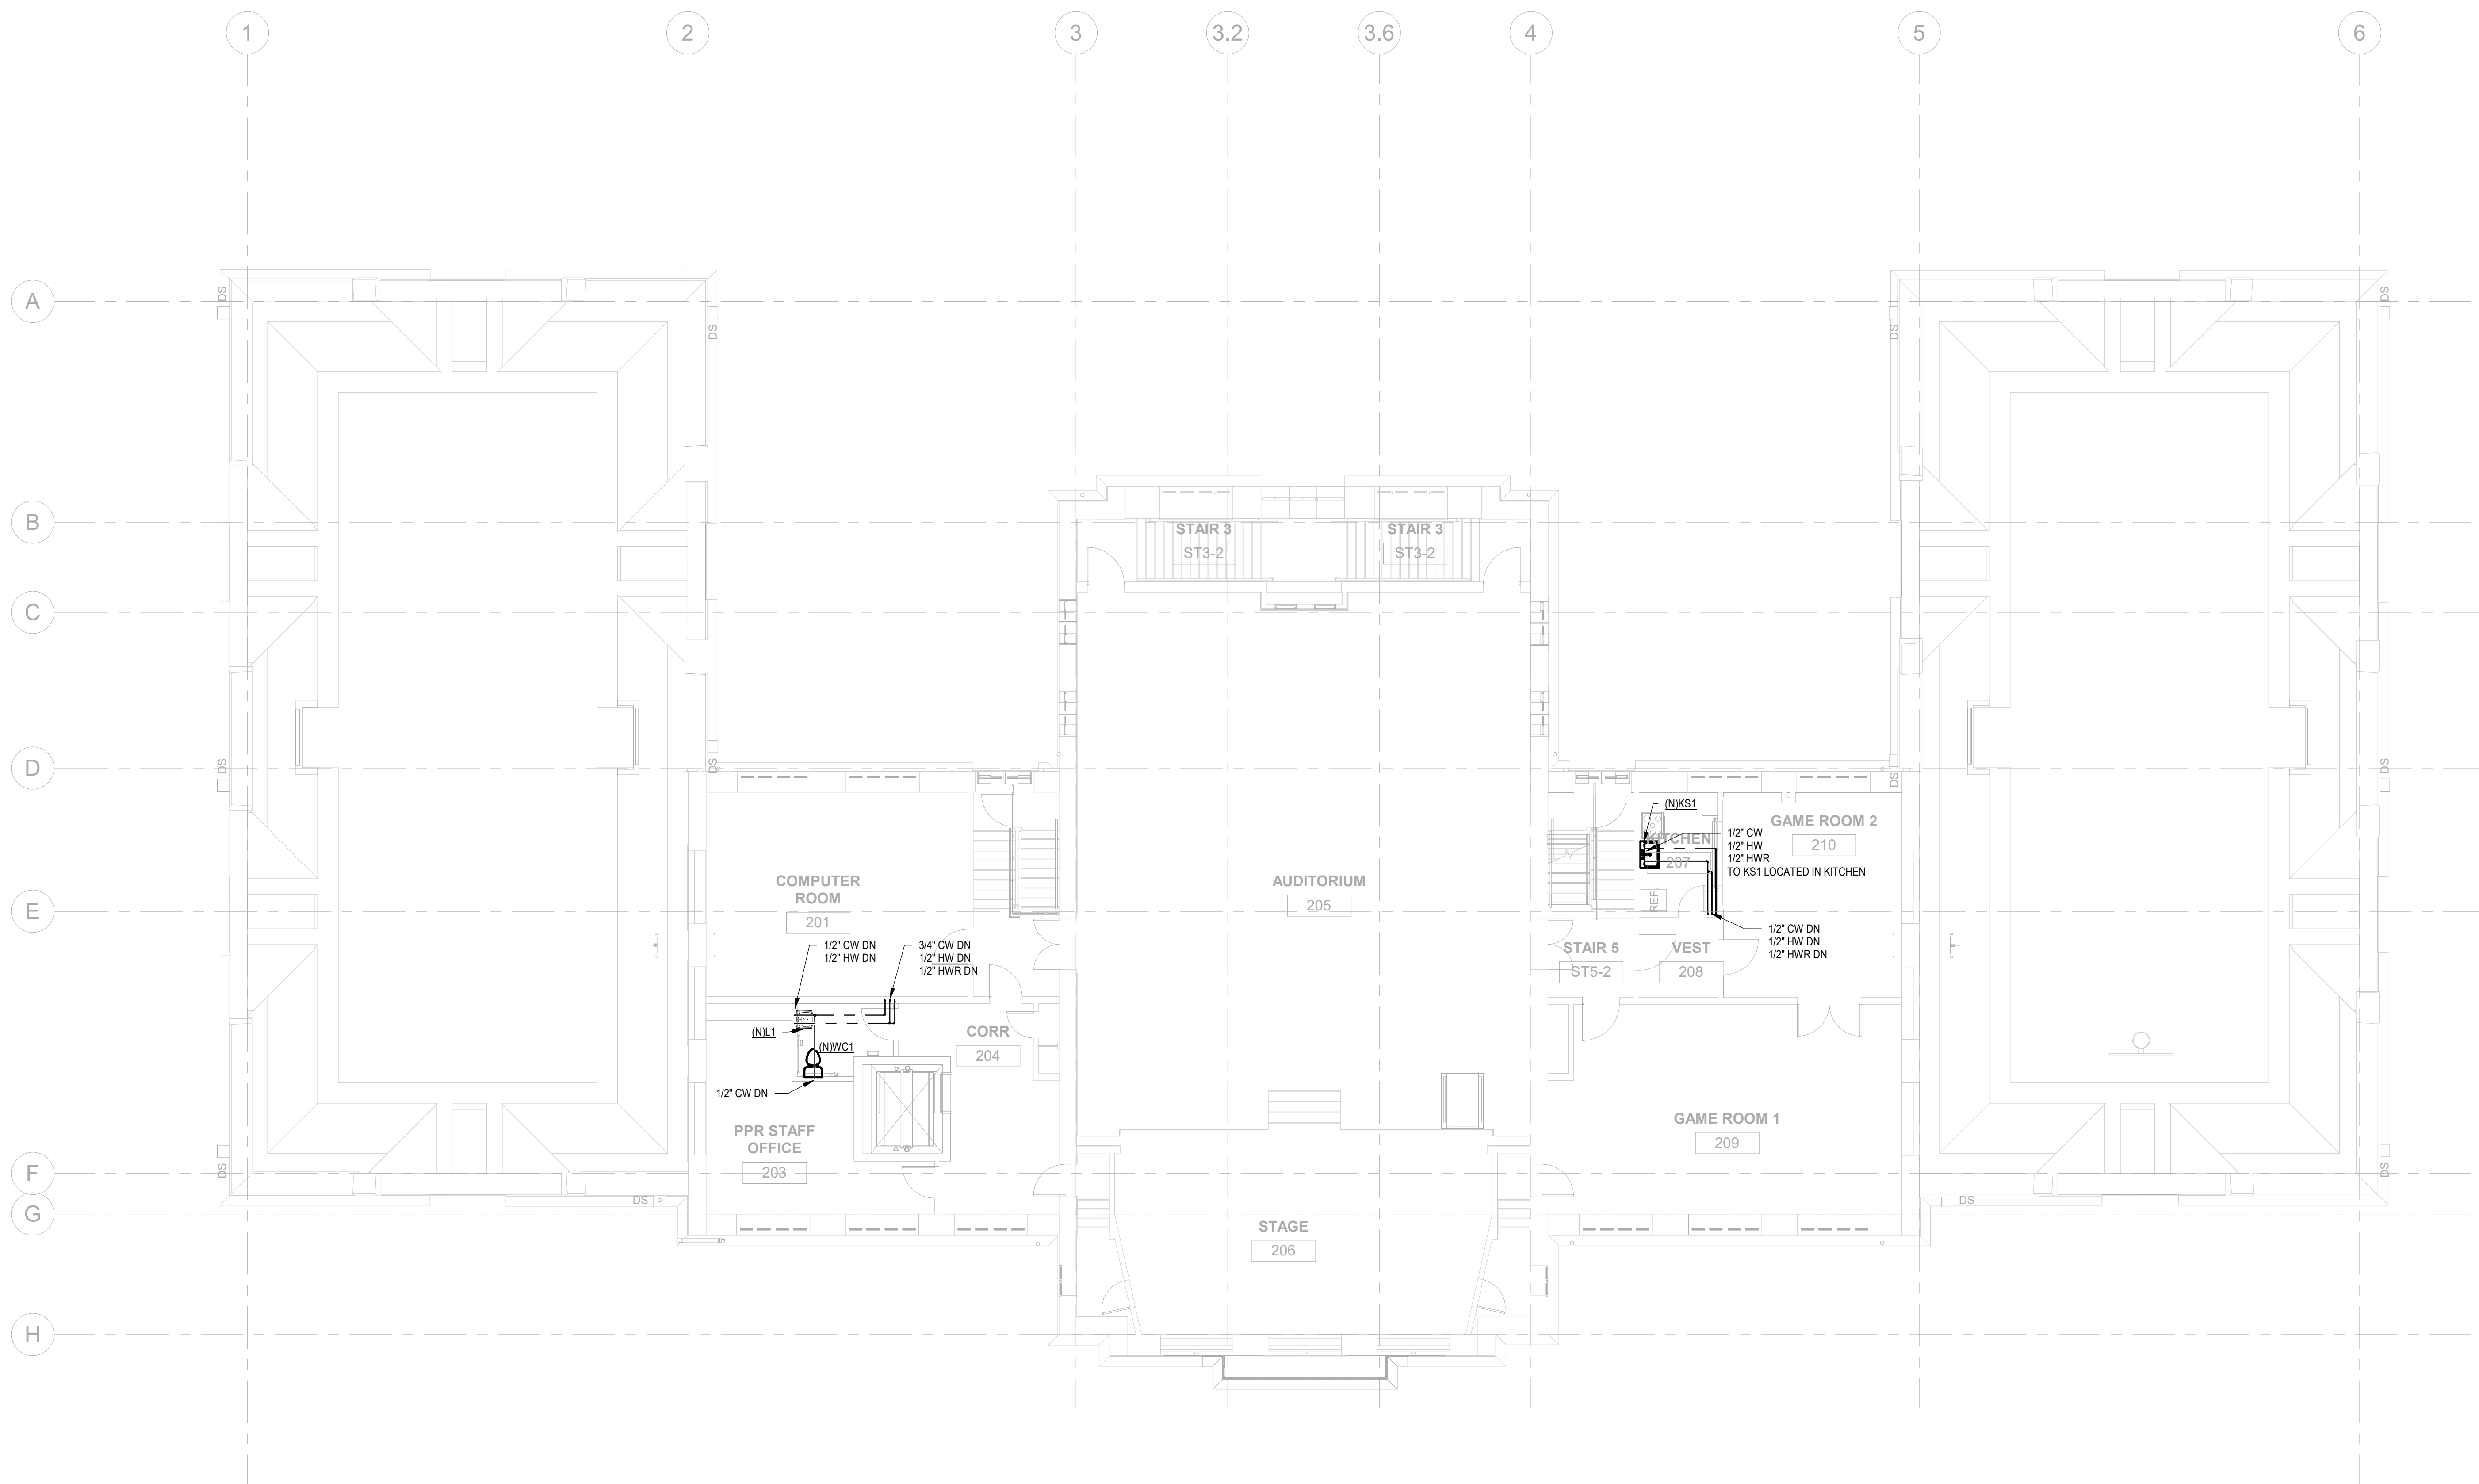 1
2
3
3.2
3.6
4
5
6
A
DS
DS
DS
DS
DS
DS
B
STAIR 3
ST3-2
STAIR 3
ST3-2
C
D
DS
DS
DS
DS
(N)KS1
KITCHEN
207
1/2" CW
1/2" HW
1/2" HWR
TO KS1 LOCATED IN KITCHEN
GAME ROOM 2
210
COMPUTER
ROOM
201
AUDITORIUM
205
REF.
E
1/2" CW DN
1/2" HW DN
3/4" CW DN
1/2" HW DN
1/2" HWR DN
STAIR 5
ST5-2
VEST
208
1/2" CW DN
1/2" HW DN
1/2" HWR DN
(N)L1
(N)WC1
CORR
204
1/2" CW DN
PPR STAFF
OFFICE
203
GAME ROOM 1
209
F
DS
DS
G
DS
DS
STAGE
206
H